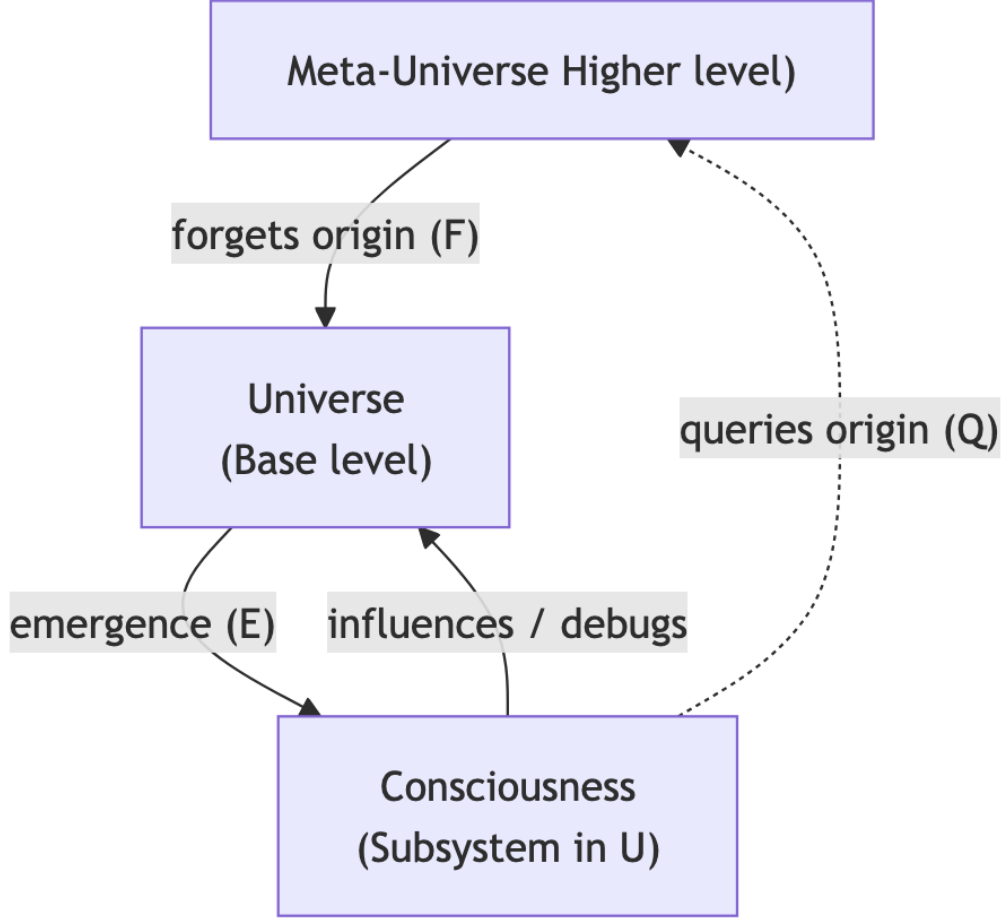 Meta-Universe Higher level)
forgets origin (F)
Universe
(Base level)
queries origin (Q)
emergence (E)
influences / debugs
Consciousness
(Subsystem in U)